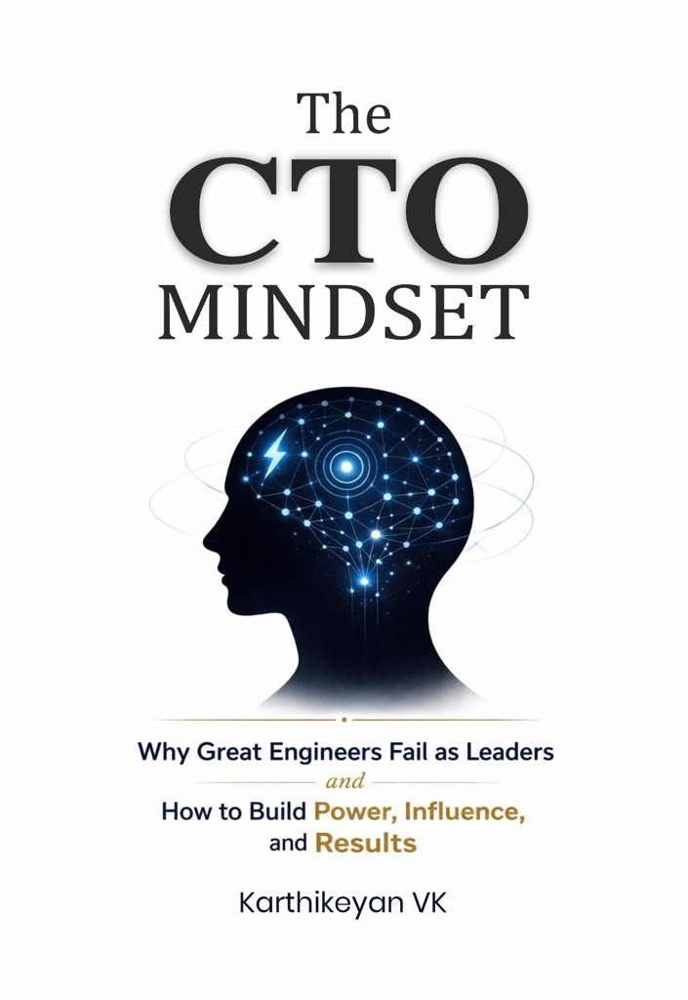 The
CTO
MINDSET
Why Great Engineers Fail as Leaders
and
How to Build Power, Influence,
and Results
Karthikeyan VK